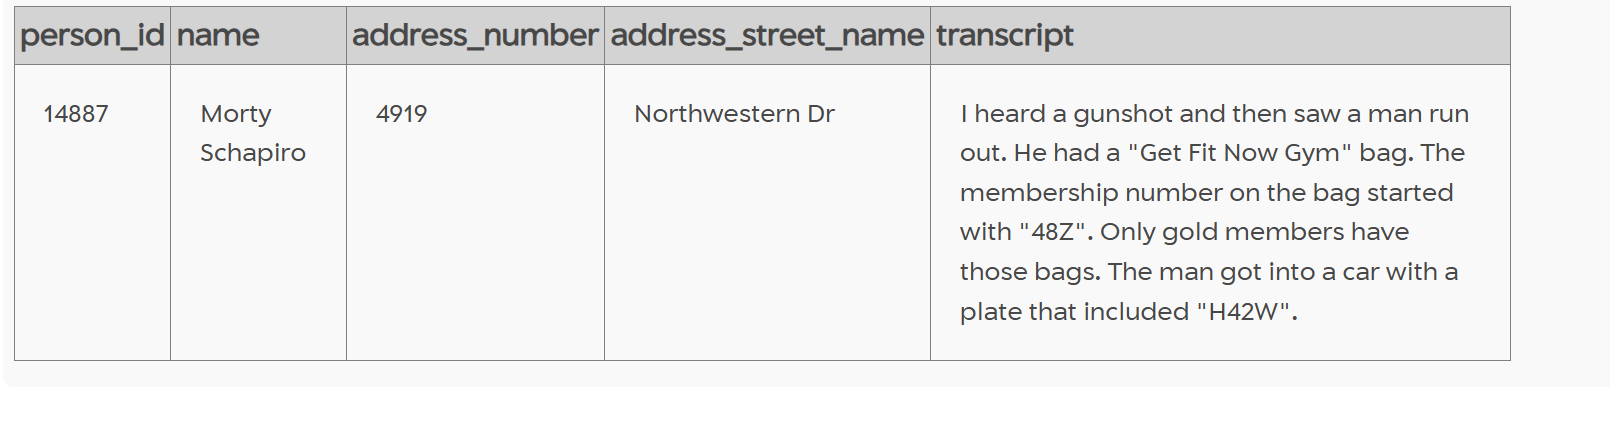 person_id name address_number address_street_name transcript
14887 Morty 4919 Northwestern Dr I heard a gunshot and then saw a man run
Schapiro out. He had a "Get Fit Now Gym" bag. The
membership number on the bag started
with "48Z". Only gold members have
those bags. The man got into a car with a
plate that included "H42W".